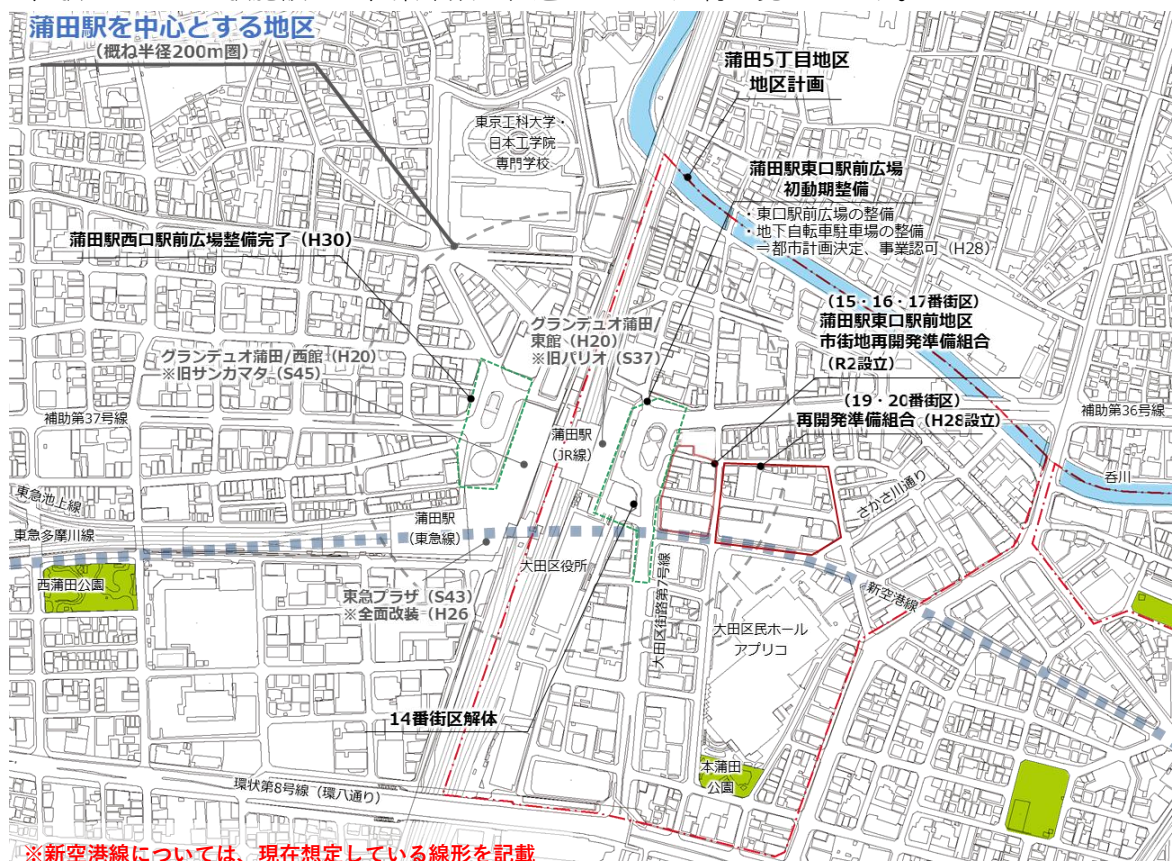 蒲田駅を中心とする地区
(概ね半径200m圏)
蒲田5丁目地区
地区計画
東京工科大学・
日本工学院
専門学校
蒲田駅東口駅前広場
初動期整備
・東口駅前広場の整備
・地下自転車駐車場の整備
⇒都市計画決定、事業認可(H28)
蒲田駅西口駅前広場整備完了(H30)
(15・16・17番街区)
蒲田駅東口駅前地区
市街地再開発準備組合
(R2設立)
グランデュオ蒲田/
東館(H20)
※旧パリオ(S37)
グランデュオ蒲田/西館(H20)
※旧サンカマタ(S45)
(19・20番街区)
再開発準備組合(H28設立)
補助第37号線
補助第36号線
蒲田駅
(JR線)
呑川
さかさ川通り
東急池上線
東急多摩川線
蒲田駅
(東急線)
大田区役所
西蒲田公園
東急プラザ(S43)
※全面改装(H26
大田区街路第7号線
新空港線
大田区民ホール
アプリコ
14番街区解体
本蒲田
公園
環状第8号線(環八通り)
※新空港線については、現在想定している線形を記載